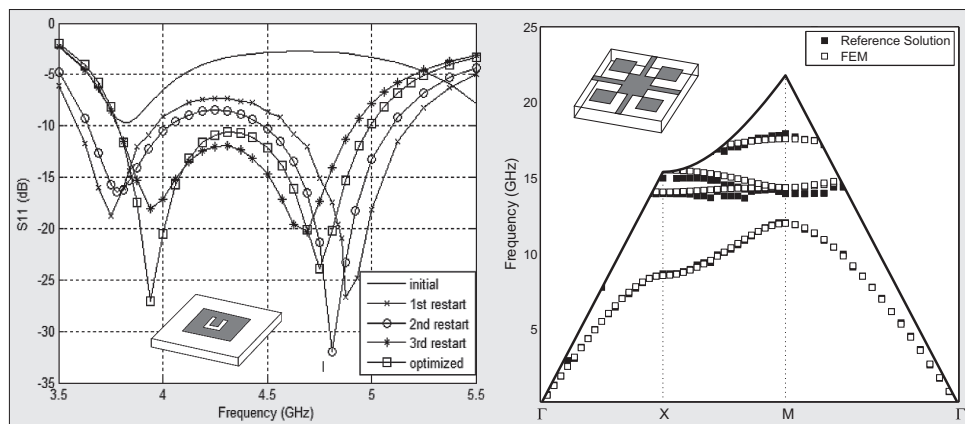 0
-5
-10
-15
-20
-25
-30
-35
S11 (dB)
3.5 4 4.5 5 5.5
Frequency (GHz)
initial
1st restart
2nd restart
3rd restart
optimized
25
20
15
10
5
Frequency (GHz)
Reference Solution
FEM
Γ X M Γ